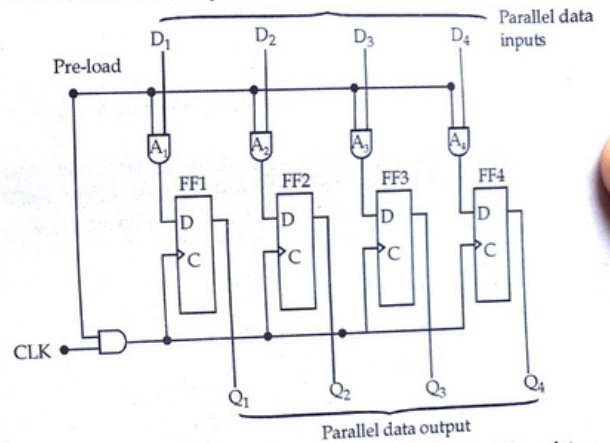 Parallel data
inputs
D1 D2 D3 D4
Pre-load
A1 A2 A3 A4
FF1 FF2 FF3 FF4
D D D D
C C C C
CLK
Q1 Q2 Q3 Q4
Parallel data output